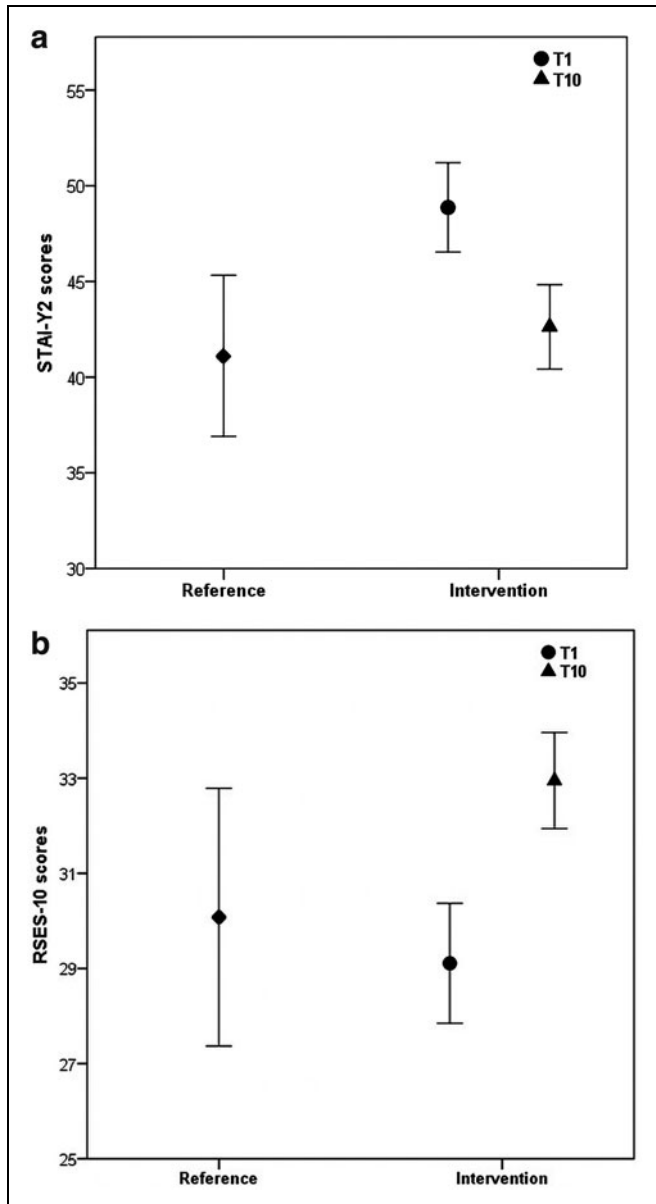 a
T1
T10
55
50
45
40
35
30
STAI-Y2 scores
Reference Intervention
b
T1
T10
35
33
31
29
27
25
RSES-10 scores
Reference Intervention